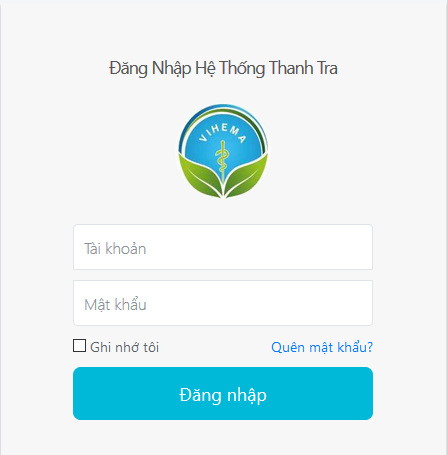 Đăng Nhập Hệ Thống Thanh Tra
VIHEMA
Tài khoản
Mật khẩu
Ghi nhớ tôi
Quên mật khẩu?
Đăng nhập